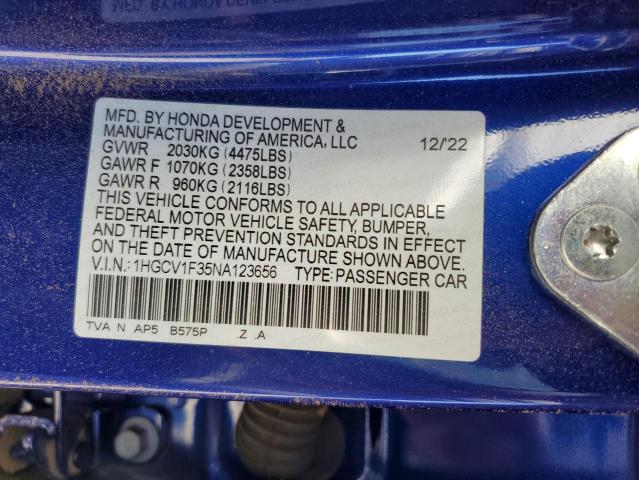 MFD. BY HONDA DEVELOPMENT &
MANUFACTURING OF AMERICA, LLC 12/22
GVWR 2030KG (4475LBS)
GAWR F 1070KG (2358LBS)
GAWR R 960KG (2116LBS)
THIS VEHICLE CONFORMS TO ALL APPLICABLE
FEDERAL MOTOR VEHICLE SAFETY, BUMPER,
AND THEFT PREVENTION STANDARDS IN EFFECT
ON THE DATE OF MANUFACTURE SHOWN ABOVE.
V.I.N.: 1HGCV1F35NA123656 TYPE: PASSENGER CAR
TVA N AP5 B575P .Z .A